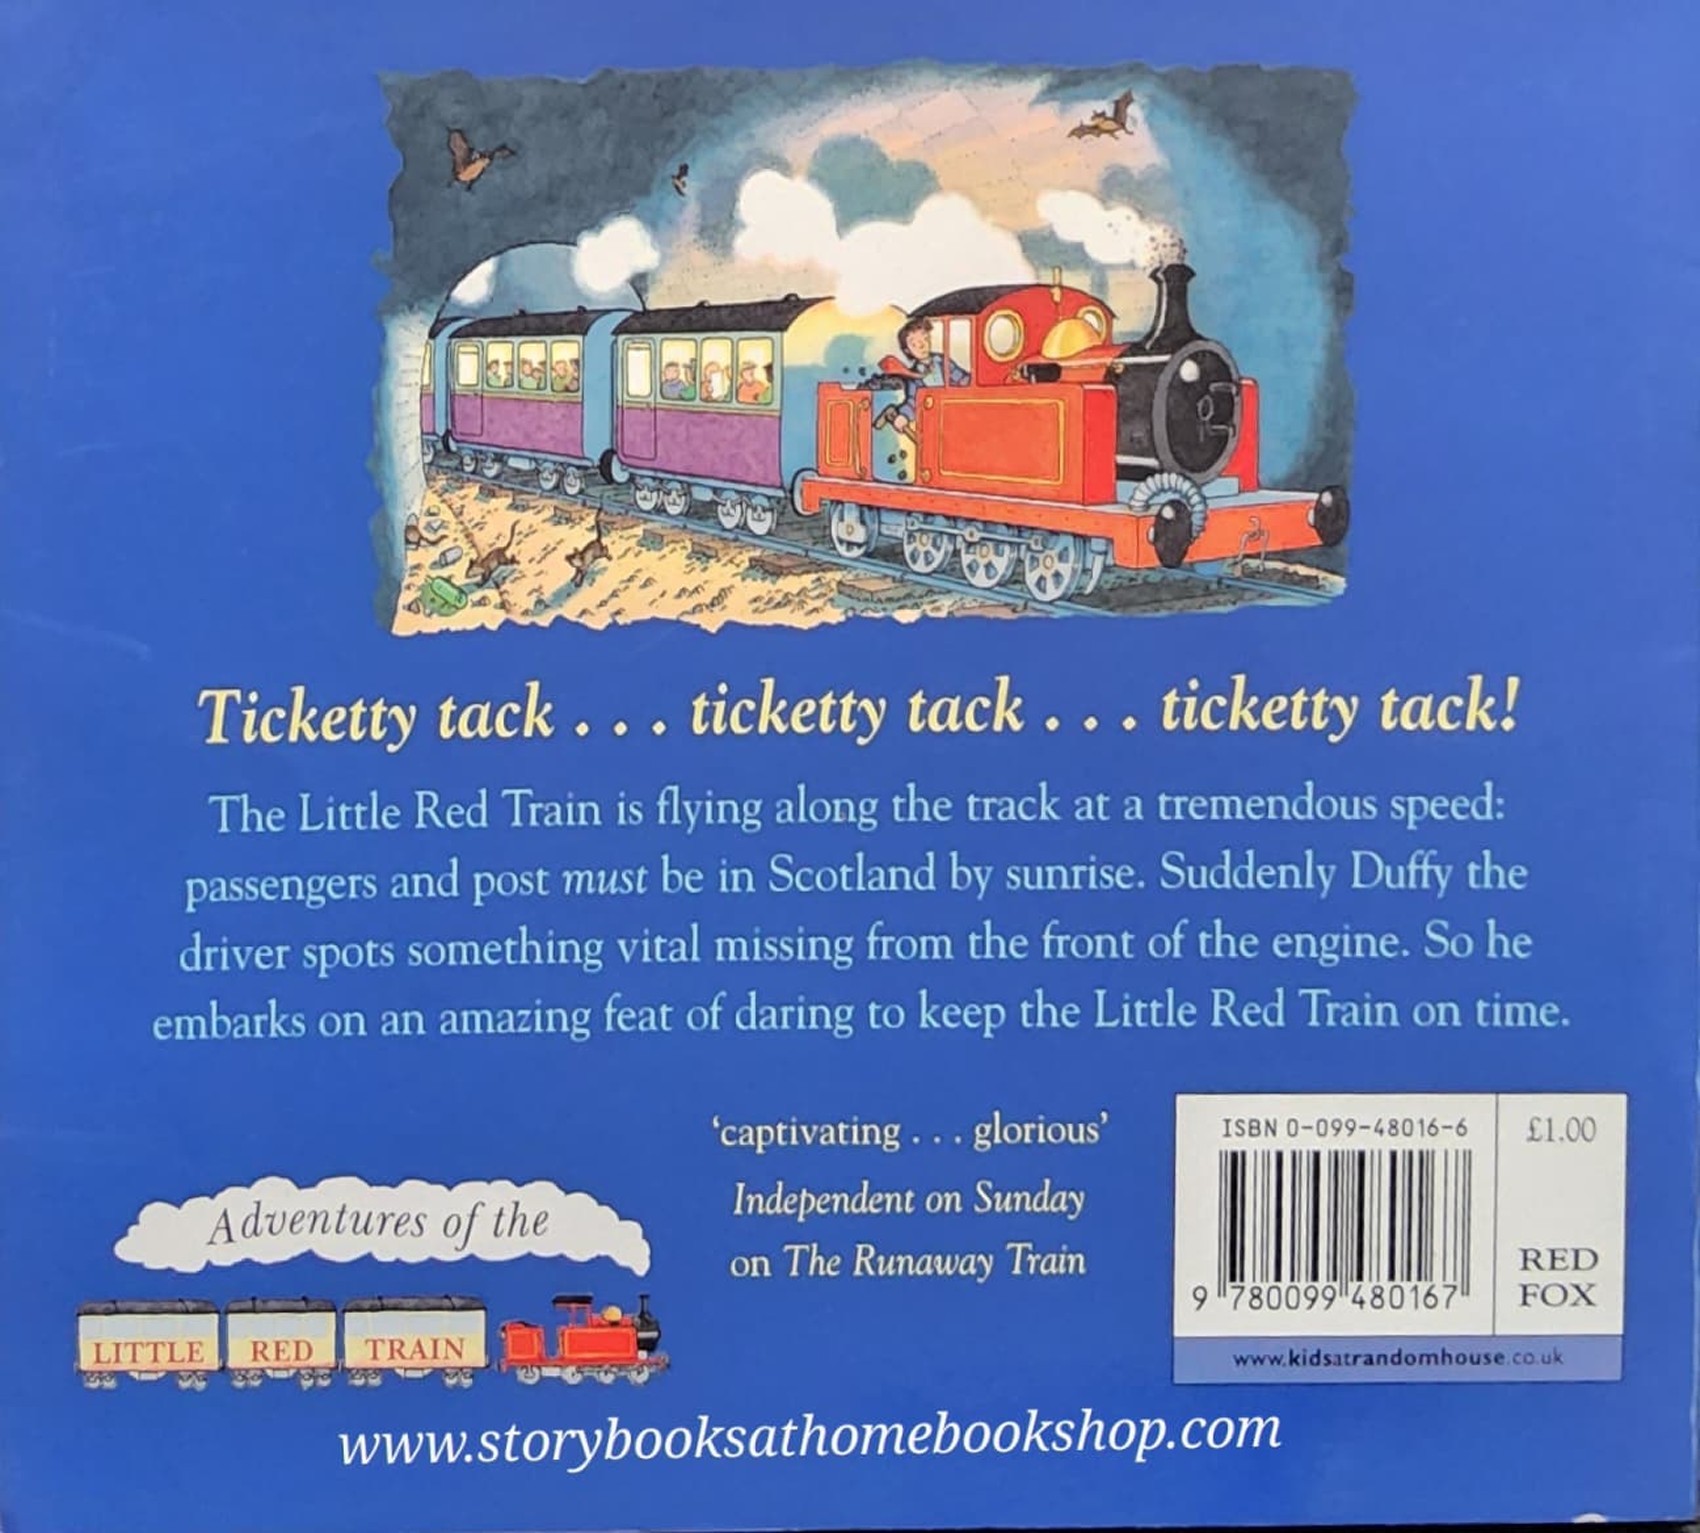 Ticketty tack . . . ticketty tack . . . ticketty tack!
The Little Red Train is flying along the track at a tremendous speed:
passengers and post must be in Scotland by sunrise. Suddenly Duffy the
driver spots something vital missing from the front of the engine. So he
embarks on an amazing feat of daring to keep the Little Red Train on time.
'captivating . . . glorious'
Independent on Sunday
on The Runaway Train
Adventures of the
LITTLE RED TRAIN
ISBN 0-099-48016-6
9 780099 480167
£1.00
RED
FOX
www.kidsatrandomhouse.co.uk
www.storybooksathomebookshop.com